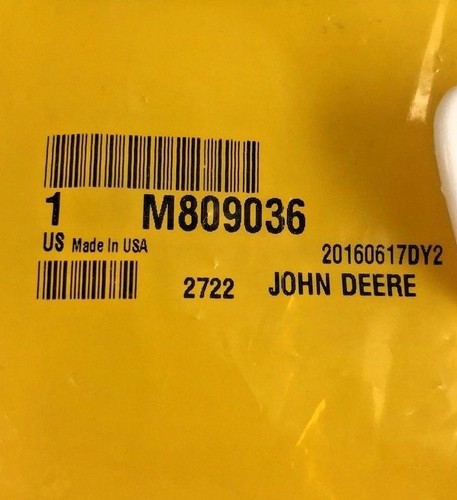 1 M809036
US Made In USA 20160617DY2
2722 JOHN DEERE